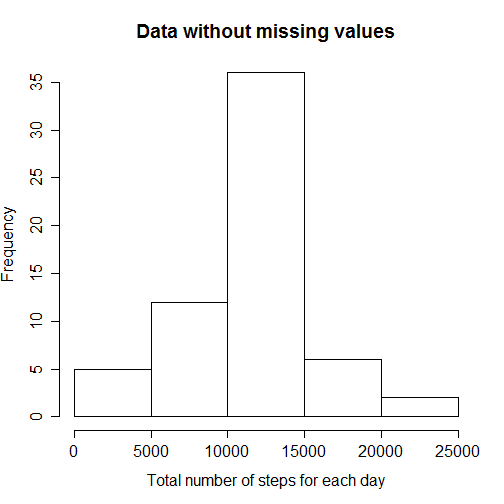 Data without missing values
Frequency
35
30
25
20
15
10
5
0
0 5000 10000 15000 20000 25000
Total number of steps for each day